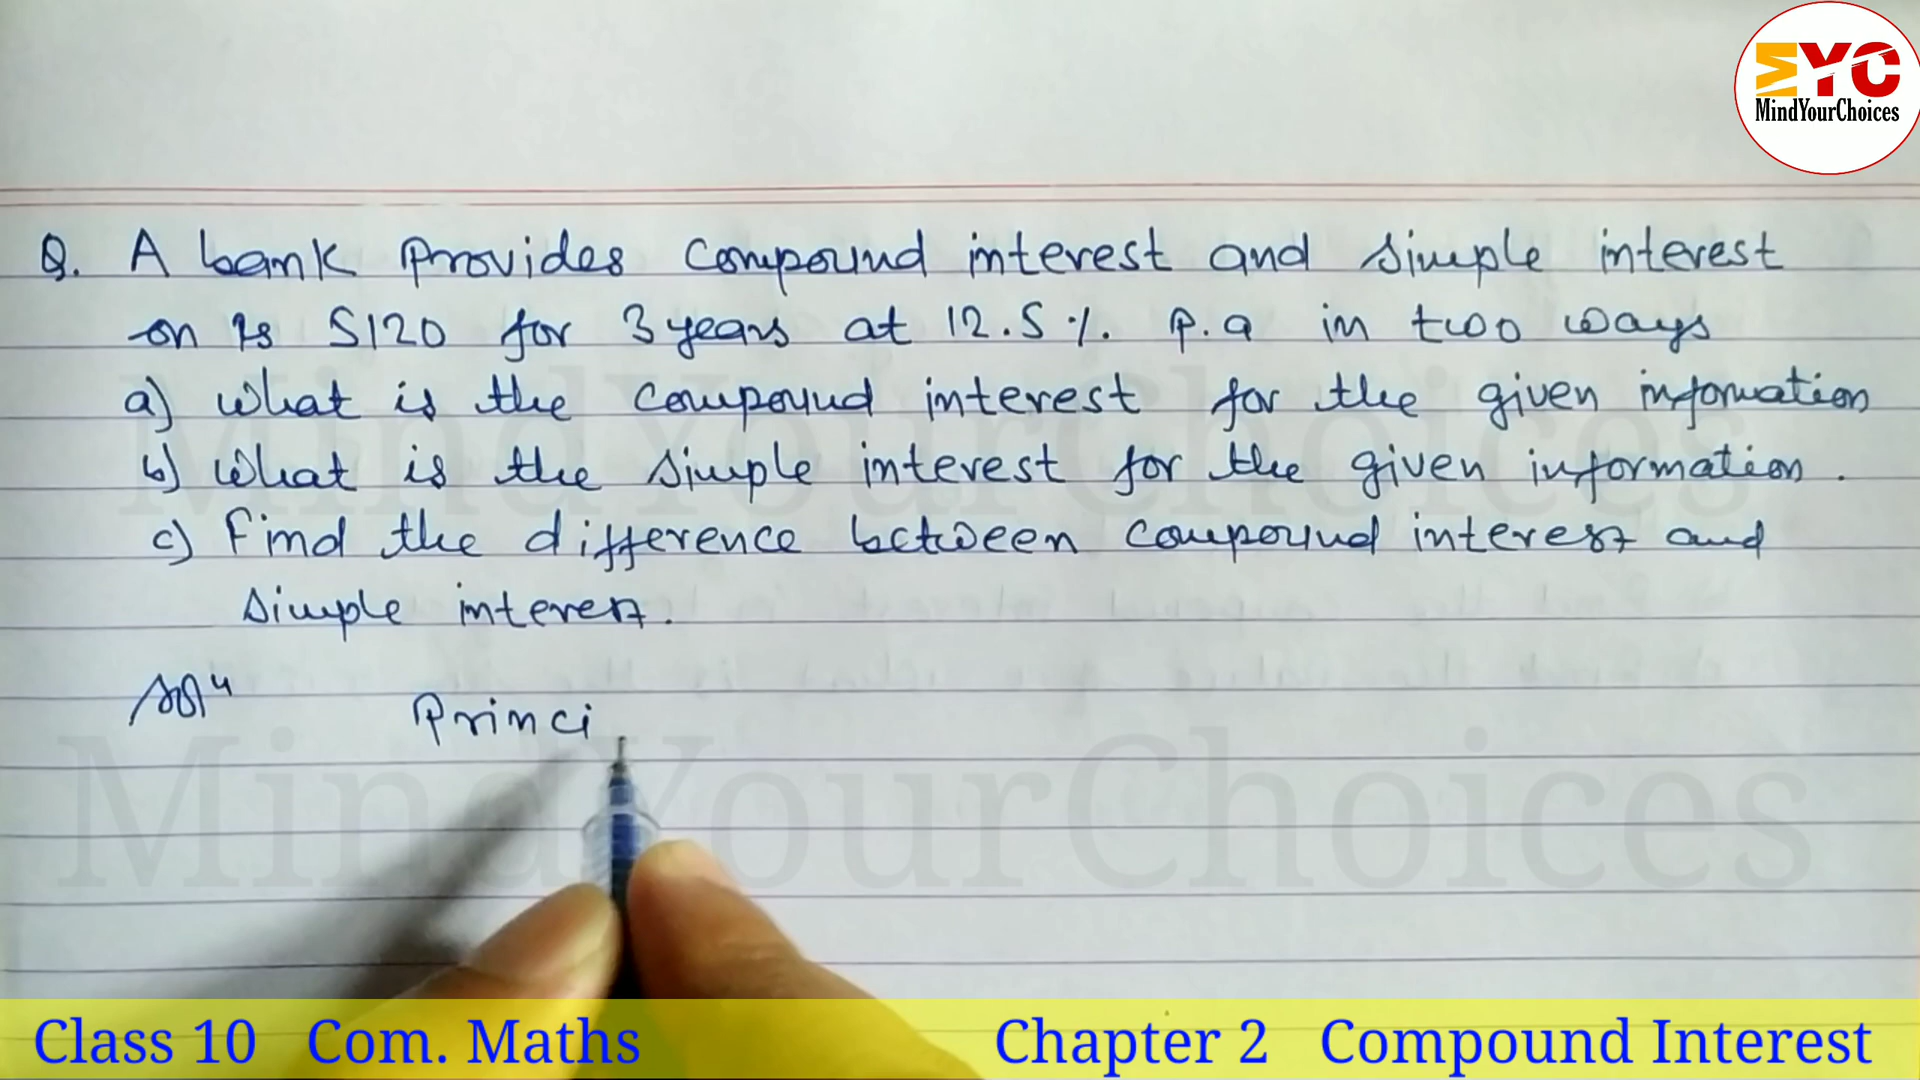 MYC
MindYourChoices
Q. A bank provides compound interest and simple interest
on Rs 5120 for 3 years at 12.5 %. p.a in two ways
a) What is the compound interest for the given information
b) What is the simple interest for the given information.
c) Find the difference between compound interest and
simple interest.
Solⁿ Princi
MindYourChoices
MindYourChoices
Class 10 Com. Maths Chapter 2 Compound Interest